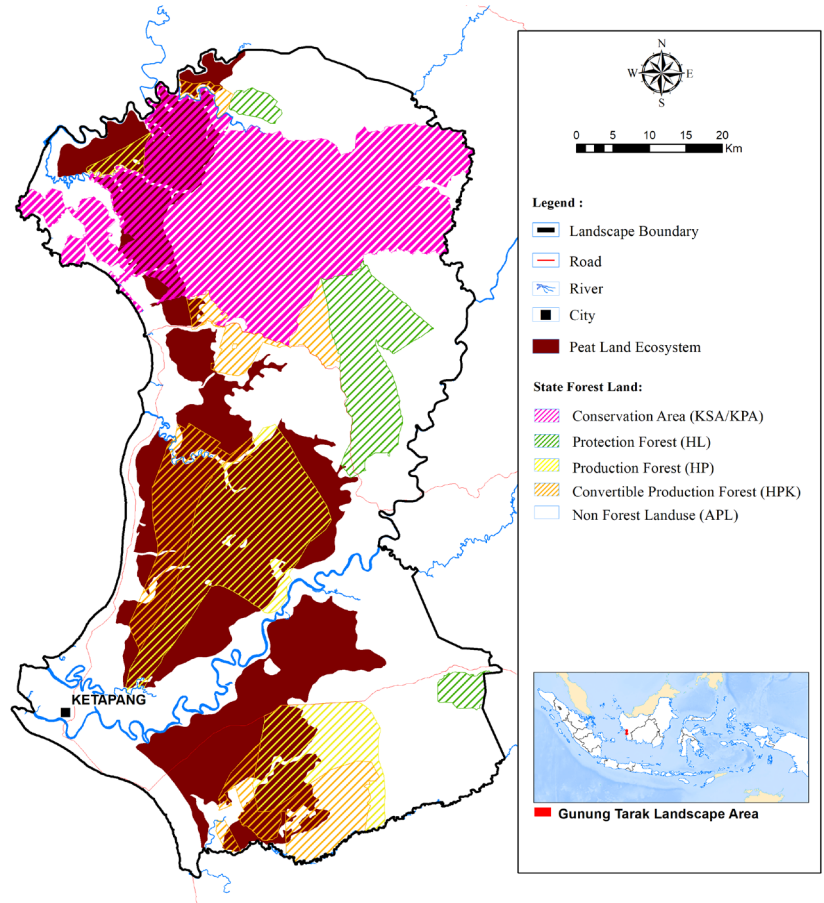 N
W E
S
0 5 10 15 20
Km
Legend :
Landscape Boundary
Road
River
City
Peat Land Ecosystem
State Forest Land:
Conservation Area (KSA/KPA)
Protection Forest (HL)
Production Forest (HP)
Convertible Production Forest (HPK)
Non Forest Landuse (APL)
KETAPANG
Gunung Tarak Landscape Area